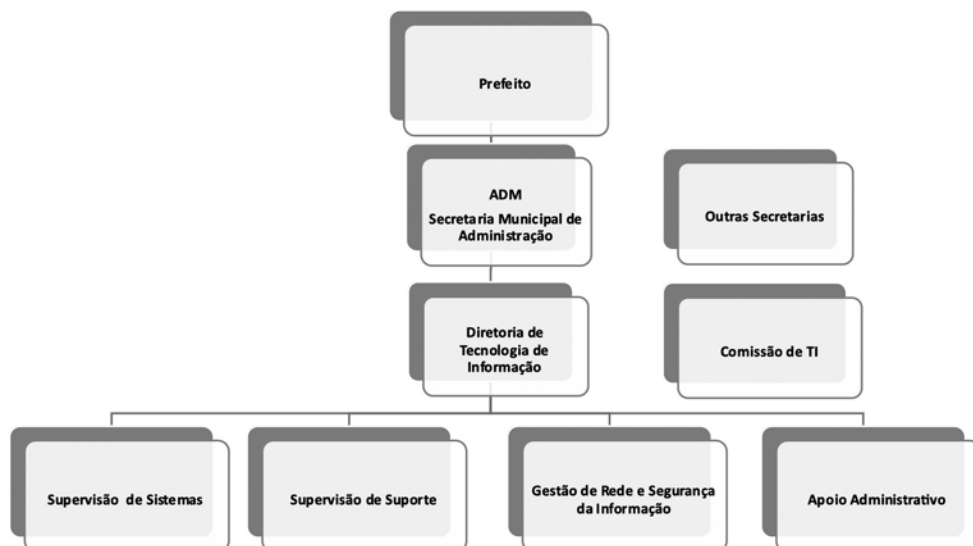 Prefeito
ADM
Secretaria Municipal de
Administração
Outras Secretarias
Diretoria de
Tecnologia de
Informação
Comissão de TI
Supervisão de Sistemas
Supervisão de Suporte
Gestão de Rede e Segurança
da Informação
Apoio Administrativo